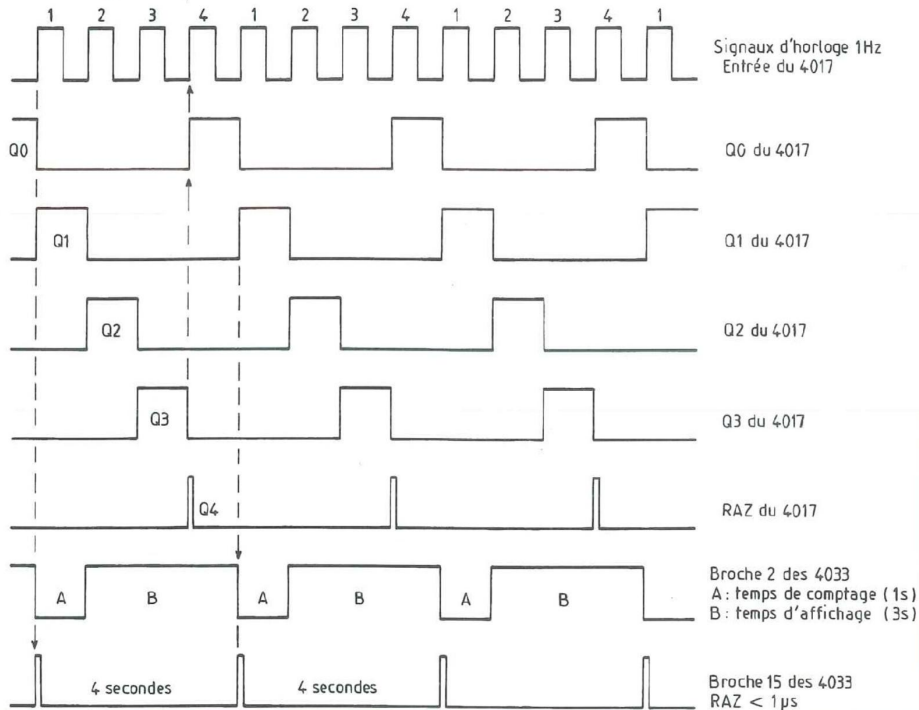 1 2 3 4 1 2 3 4 1 2 3 4 1
Signaux d'horloge 1Hz
Entrée du 4017
Q0
Q0 du 4017
Q1
Q1 du 4017
Q2
Q2 du 4017
Q3
Q3 du 4017
Q4
RAZ du 4017
A B A B A B
Broche 2 des 4033
A : temps de comptage (1s)
B : temps d'affichage (3s)
4 secondes 4 secondes
Broche 15 des 4033
RAZ < 1µs